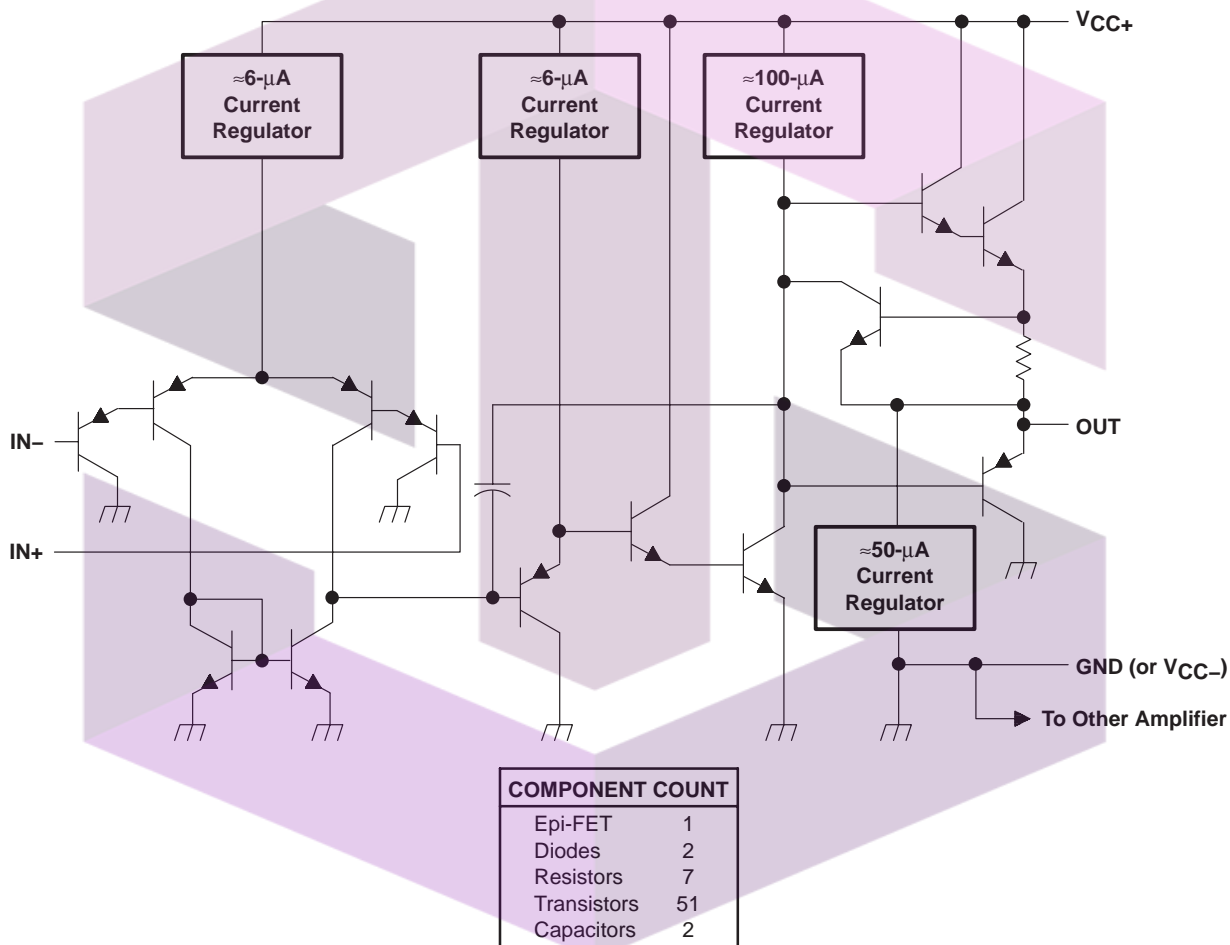 VCC+
≈6-μA
Current
Regulator
≈6-μA
Current
Regulator
≈100-μA
Current
Regulator
IN−
OUT
IN+
≈50-μA
Current
Regulator
GND (or VCC−)
To Other Amplifier
COMPONENT COUNT
Epi-FET 1
Diodes 2
Resistors 7
Transistors 51
Capacitors 2